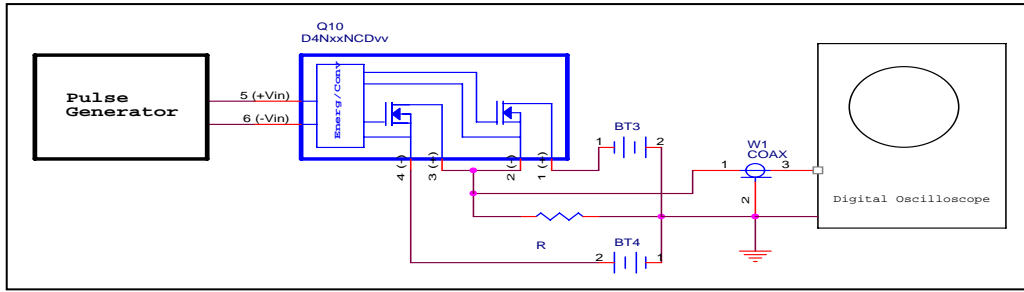 Q10
D4NxxNCDvv
Pulse
Generator
5 (+Vin)
6 (-Vin)
Energ/Conv
4 (-)
3 (+)
2 (-)
1 (+)
BT3
1
2
W1
COAX
1
3
2
Digital Oscilloscope
R
BT4
2
1